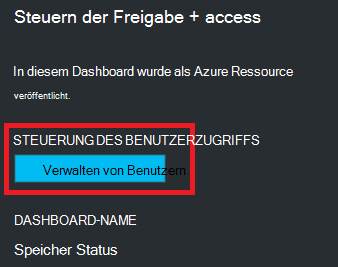 Steuern der Freigabe + access
In diesem Dashboard wurde als Azure Ressource
veröffentlicht.
STEUERUNG DES BENUTZERZUGRIFFS
Verwalten von Benutzern
DASHBOARD-NAME
Speicher Status